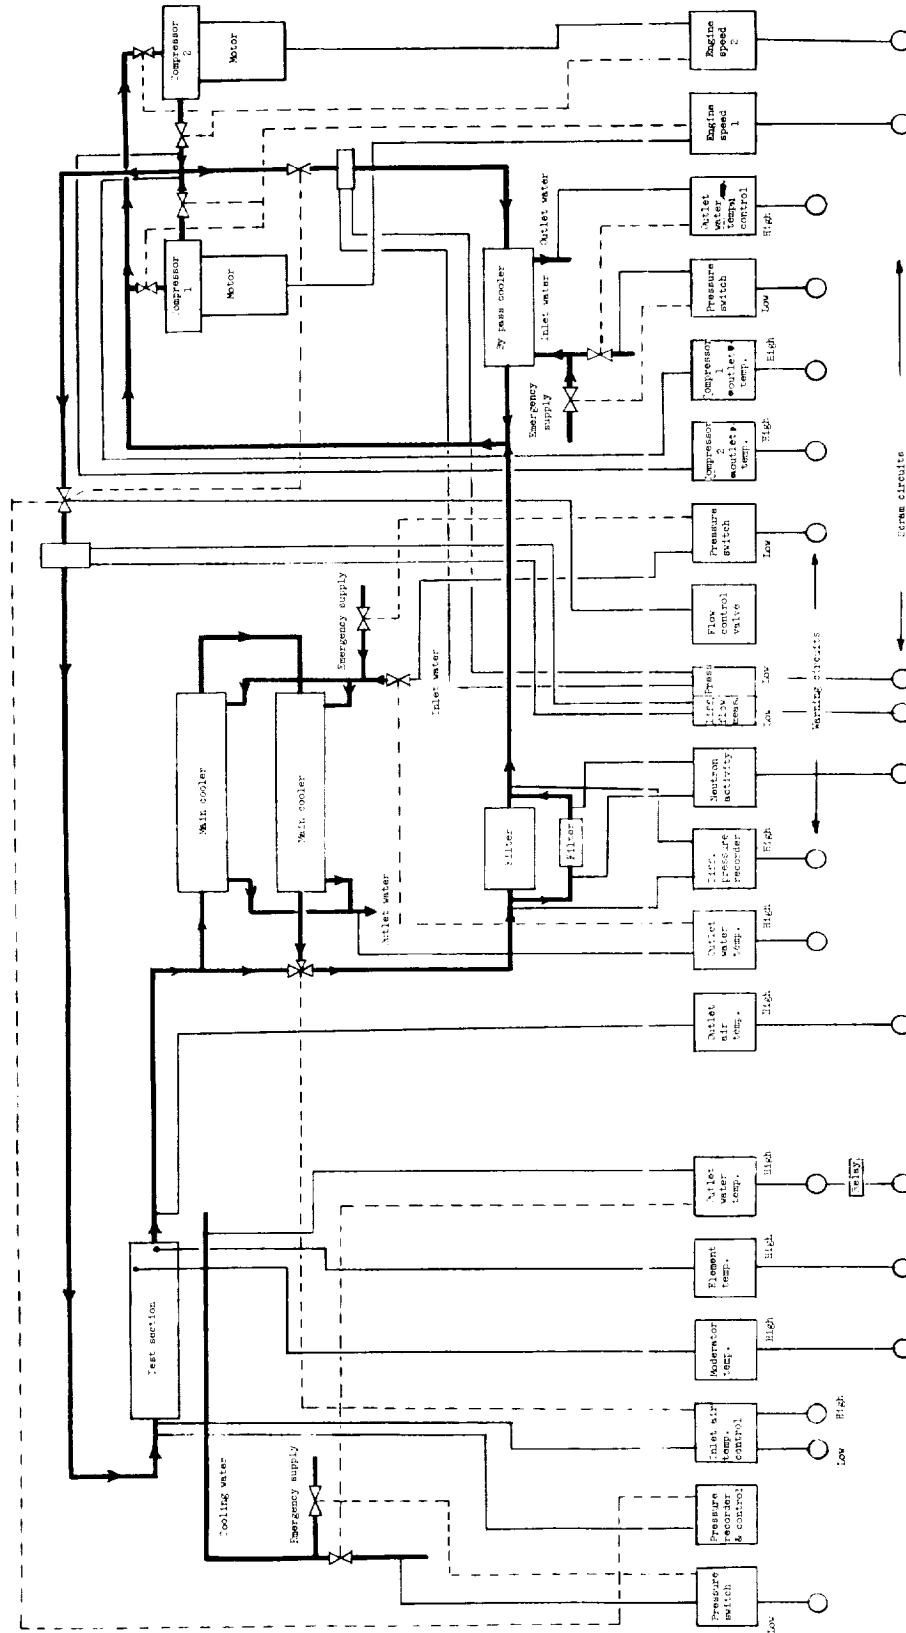 Compressor
2
Motor
Engine
speed
2
Engine
speed
1
Compressor
1
Motor
Outlet water
Outlet
water
temp.
control
High
By pass cooler
Inlet water
Pressure
switch
Low
Emergency
supply
Compressor
1
outlet
temp.
High
Compressor
2
outlet
temp.
High
Scram circuits
Pressure
switch
Low
Emergency supply
Flow
control
valve
Inlet water
Press
Low
flow
meas.
Low
Warning circuits
Main cooler
Main cooler
Neutron
activity
Filter
Filter
Diff.
pressure
recorder
High
Outlet water
Outlet
water
temp.
High
Outlet
air
temp.
High
Outlet
water
temp.
High
Relay
Test section
Element
temp.
High
Moderator
temp.
High
Inlet air
temp.
control
High
Low
Cooling water
Emergency supply
Pressure
recorder
& control
Pressure
switch
Low